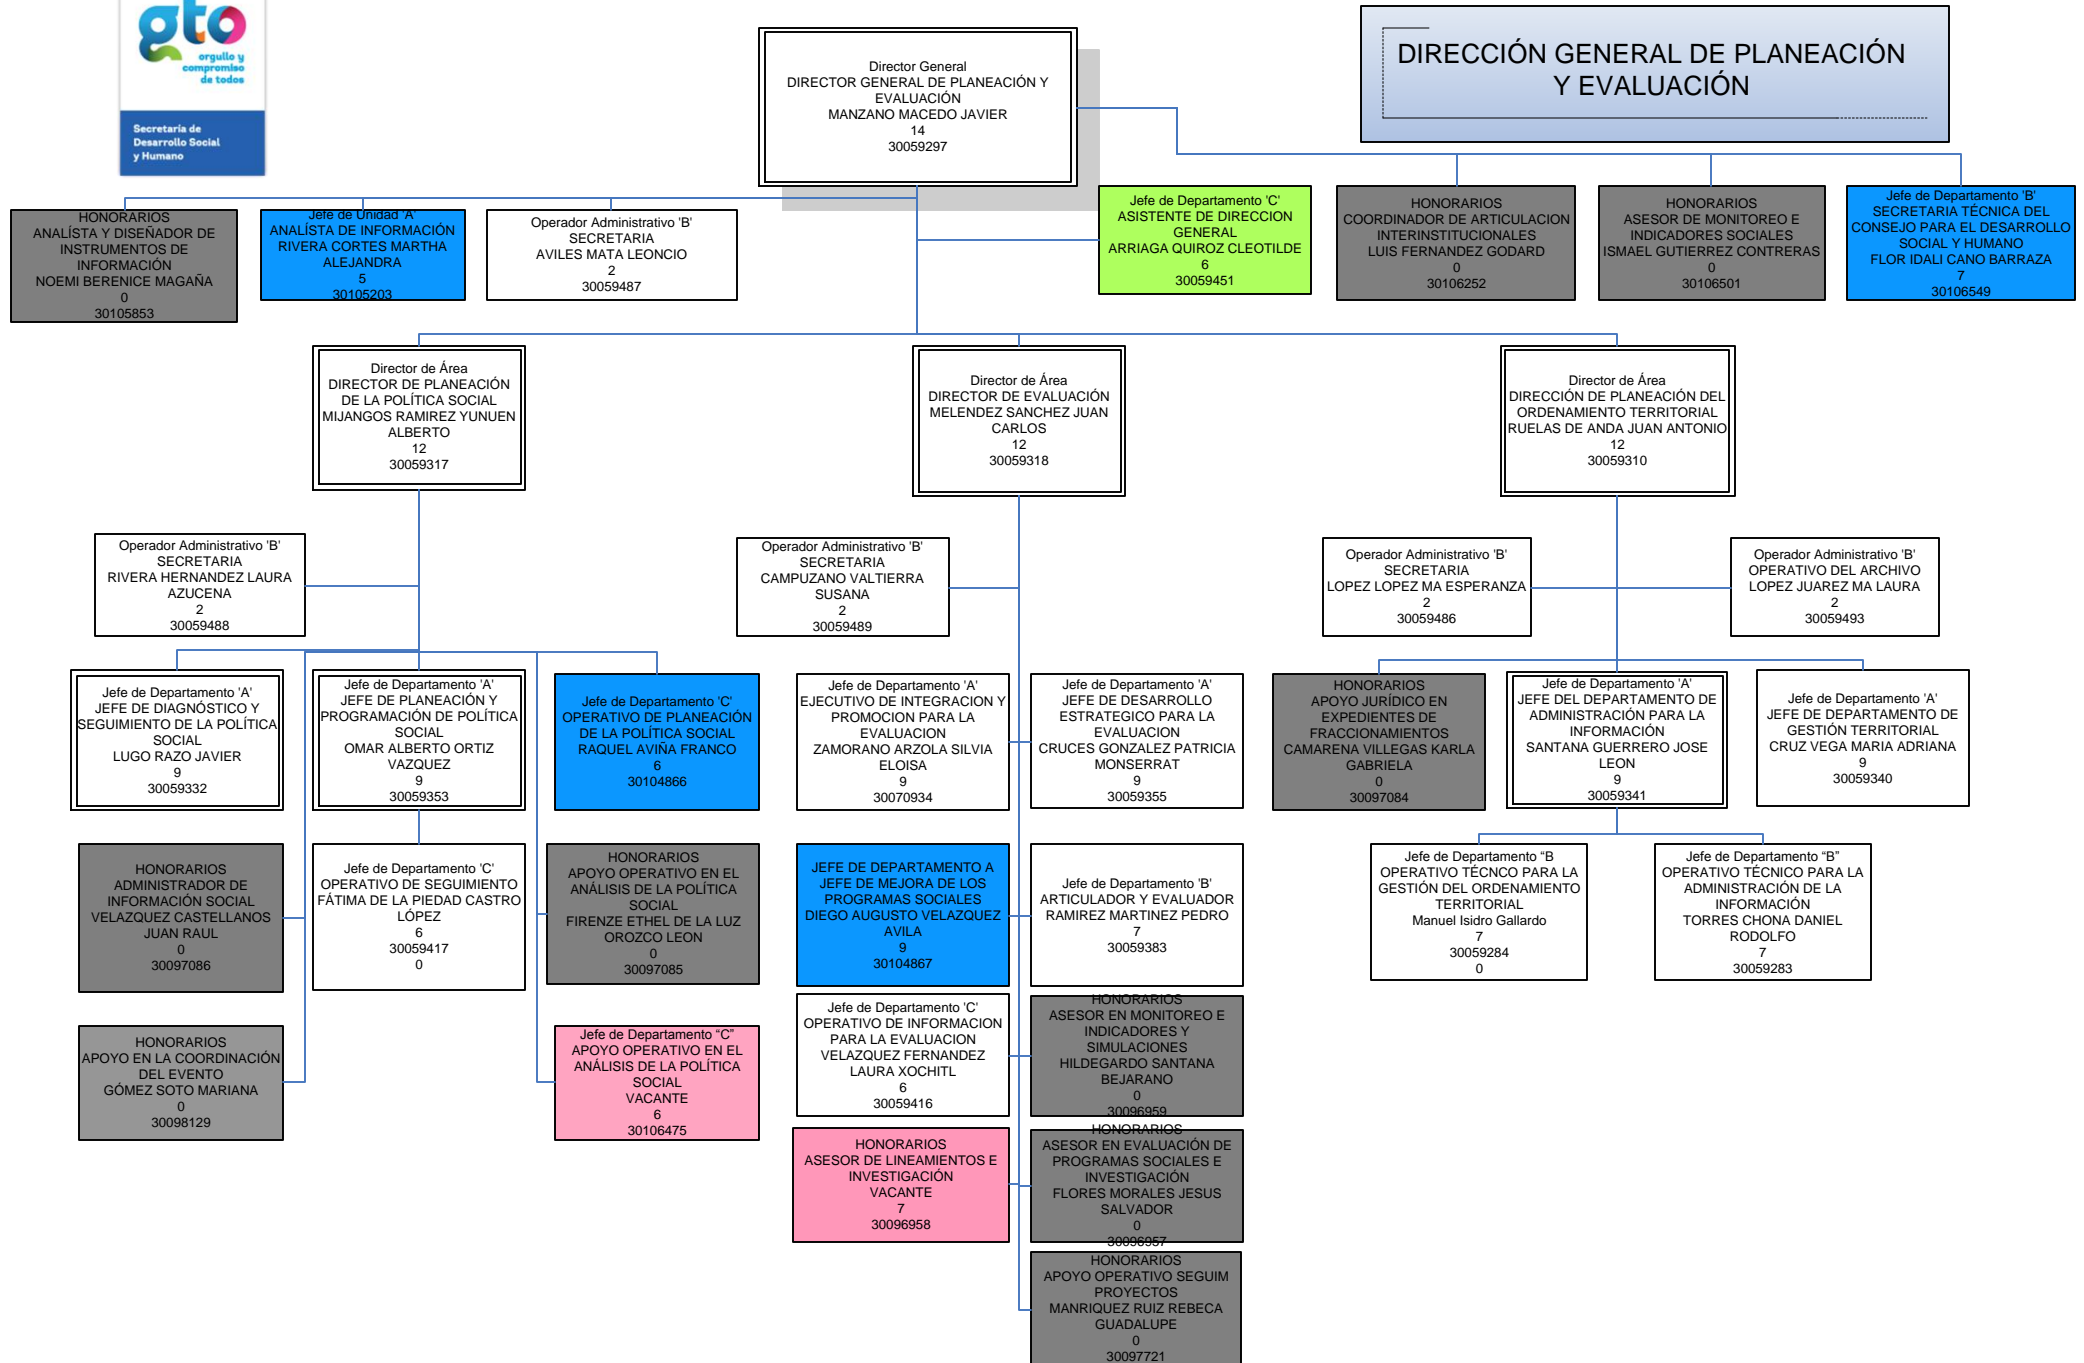 gto
orgullo y
compromiso
de todos
Secretaría de
Desarrollo Social
y Humano
DIRECCIÓN GENERAL DE PLANEACIÓN
Y EVALUACIÓN
Director General
DIRECTOR GENERAL DE PLANEACIÓN Y
EVALUACIÓN
MANZANO MACEDO JAVIER
14
30059297
HONORARIOS
ANALÍSTA Y DISEÑADOR DE
INSTRUMENTOS DE
INFORMACIÓN
NOEMI BERENICE MAGAÑA
0
30105853
Jefe de Unidad 'A'
ANALÍSTA DE INFORMACIÓN
RIVERA CORTES MARTHA
ALEJANDRA
5
30105203
Operador Administrativo 'B'
SECRETARIA
AVILES MATA LEONCIO
2
30059487
Jefe de Departamento 'C'
ASISTENTE DE DIRECCION
GENERAL
ARRIAGA QUIROZ CLEOTILDE
6
30059451
HONORARIOS
COORDINADOR DE ARTICULACION
INTERINSTITUCIONALES
LUIS FERNANDEZ GODARD
0
30106252
HONORARIOS
ASESOR DE MONITOREO E
INDICADORES SOCIALES
ISMAEL GUTIERREZ CONTRERAS
0
30106501
Jefe de Departamento 'B'
SECRETARIA TÉCNICA DEL
CONSEJO PARA EL DESARROLLO
SOCIAL Y HUMANO
FLOR IDALI CANO BARRAZA
7
30106549
Director de Área
DIRECTOR DE PLANEACIÓN
DE LA POLÍTICA SOCIAL
MIJANGOS RAMIREZ YUNUEN
ALBERTO
12
30059317
Director de Área
DIRECTOR DE EVALUACIÓN
MELENDEZ SANCHEZ JUAN
CARLOS
12
30059318
Director de Área
DIRECCIÓN DE PLANEACIÓN DEL
ORDENAMIENTO TERRITORIAL
RUELAS DE ANDA JUAN ANTONIO
12
30059310
Operador Administrativo 'B'
SECRETARIA
RIVERA HERNANDEZ LAURA
AZUCENA
2
30059488
Operador Administrativo 'B'
SECRETARIA
CAMPUZANO VALTIERRA
SUSANA
2
30059489
Operador Administrativo 'B'
SECRETARIA
LOPEZ LOPEZ MA ESPERANZA
2
30059486
Operador Administrativo 'B'
OPERATIVO DEL ARCHIVO
LOPEZ JUAREZ MA LAURA
2
30059493
Jefe de Departamento 'A'
JEFE DE DIAGNÓSTICO Y
SEGUIMIENTO DE LA POLÍTICA
SOCIAL
LUGO RAZO JAVIER
9
30059332
Jefe de Departamento 'A'
JEFE DE PLANEACIÓN Y
PROGRAMACIÓN DE POLÍTICA
SOCIAL
OMAR ALBERTO ORTIZ
VAZQUEZ
9
30059353
Jefe de Departamento 'C'
OPERATIVO DE PLANEACIÓN
DE LA POLÍTICA SOCIAL
RAQUEL AVIÑA FRANCO
6
30104866
Jefe de Departamento 'A'
EJECUTIVO DE INTEGRACION Y
PROMOCION PARA LA
EVALUACION
ZAMORANO ARZOLA SILVIA
ELOISA
9
30070934
Jefe de Departamento 'A'
JEFE DE DESARROLLO
ESTRATEGICO PARA LA
EVALUACION
CRUCES GONZALEZ PATRICIA
MONSERRAT
9
30059355
HONORARIOS
APOYO JURÍDICO EN
EXPEDIENTES DE
FRACCIONAMIENTOS
CAMARENA VILLEGAS KARLA
GABRIELA
0
30097084
Jefe de Departamento 'A'
JEFE DEL DEPARTAMENTO DE
ADMINISTRACIÓN PARA LA
INFORMACIÓN
SANTANA GUERRERO JOSE
LEON
9
30059341
Jefe de Departamento 'A'
JEFE DE DEPARTAMENTO DE
GESTIÓN TERRITORIAL
CRUZ VEGA MARIA ADRIANA
9
30059340
HONORARIOS
ADMINISTRADOR DE
INFORMACIÓN SOCIAL
VELAZQUEZ CASTELLANOS
JUAN RAUL
0
30097086
Jefe de Departamento 'C'
OPERATIVO DE SEGUIMIENTO
FÁTIMA DE LA PIEDAD CASTRO
LÓPEZ
6
30059417
0
HONORARIOS
APOYO OPERATIVO EN EL
ANÁLISIS DE LA POLÍTICA
SOCIAL
FIRENZE ETHEL DE LA LUZ
OROZCO LEON
0
30097085
JEFE DE DEPARTAMENTO A
JEFE DE MEJORA DE LOS
PROGRAMAS SOCIALES
DIEGO AUGUSTO VELAZQUEZ
AVILA
9
30104867
Jefe de Departamento 'B'
ARTICULADOR Y EVALUADOR
RAMIREZ MARTINEZ PEDRO
7
30059383
Jefe de Departamento “B
OPERATIVO TÉCNCO PARA LA
GESTIÓN DEL ORDENAMIENTO
TERRITORIAL
Manuel Isidro Gallardo
7
30059284
0
Jefe de Departamento “B”
OPERATIVO TÉCNICO PARA LA
ADMINISTRACIÓN DE LA
INFORMACIÓN
TORRES CHONA DANIEL
RODOLFO
7
30059283
HONORARIOS
APOYO EN LA COORDINACIÓN
DEL EVENTO
GÓMEZ SOTO MARIANA
0
30098129
Jefe de Departamento “C”
APOYO OPERATIVO EN EL
ANÁLISIS DE LA POLÍTICA
SOCIAL
VACANTE
6
30106475
Jefe de Departamento 'C'
OPERATIVO DE INFORMACION
PARA LA EVALUACION
VELAZQUEZ FERNANDEZ
LAURA XOCHITL
6
30059416
HONORARIOS
ASESOR EN MONITOREO E
INDICADORES Y
SIMULACIONES
HILDEGARDO SANTANA
BEJARANO
0
30096959
HONORARIOS
ASESOR DE LINEAMIENTOS E
INVESTIGACIÓN
VACANTE
7
30096958
HONORARIOS
ASESOR EN EVALUACIÓN DE
PROGRAMAS SOCIALES E
INVESTIGACIÓN
FLORES MORALES JESUS
SALVADOR
0
30096957
HONORARIOS
APOYO OPERATIVO SEGUIM
PROYECTOS
MANRIQUEZ RUIZ REBECA
GUADALUPE
0
30097721